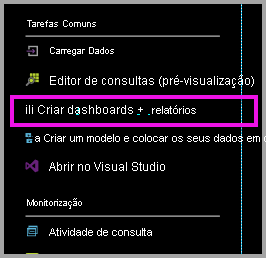 Tarefas Comuns
Carregar Dados
Editor de consultas (pré-visualização)
ili Criar dashboards + relatórios
a Criar um modelo e colocar os seus dados em
Abrir no Visual Studio
Monitorização
Atividade de consulta